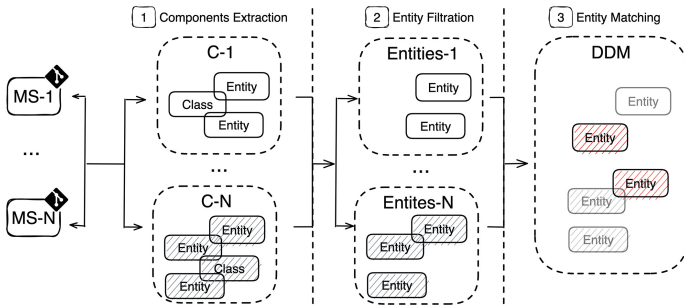 1 Components Extraction
2 Entity Filtration
3 Entity Matching
MS-1
...
MS-N
C-1
Entity
Class
Entity
...
C-N
Entity
Entity
Class
Entity
Entities-1
Entity
Entity
...
Entites-N
Entity
Entity
Entity
DDM
Entity
Entity
Entity
Entity
Entity